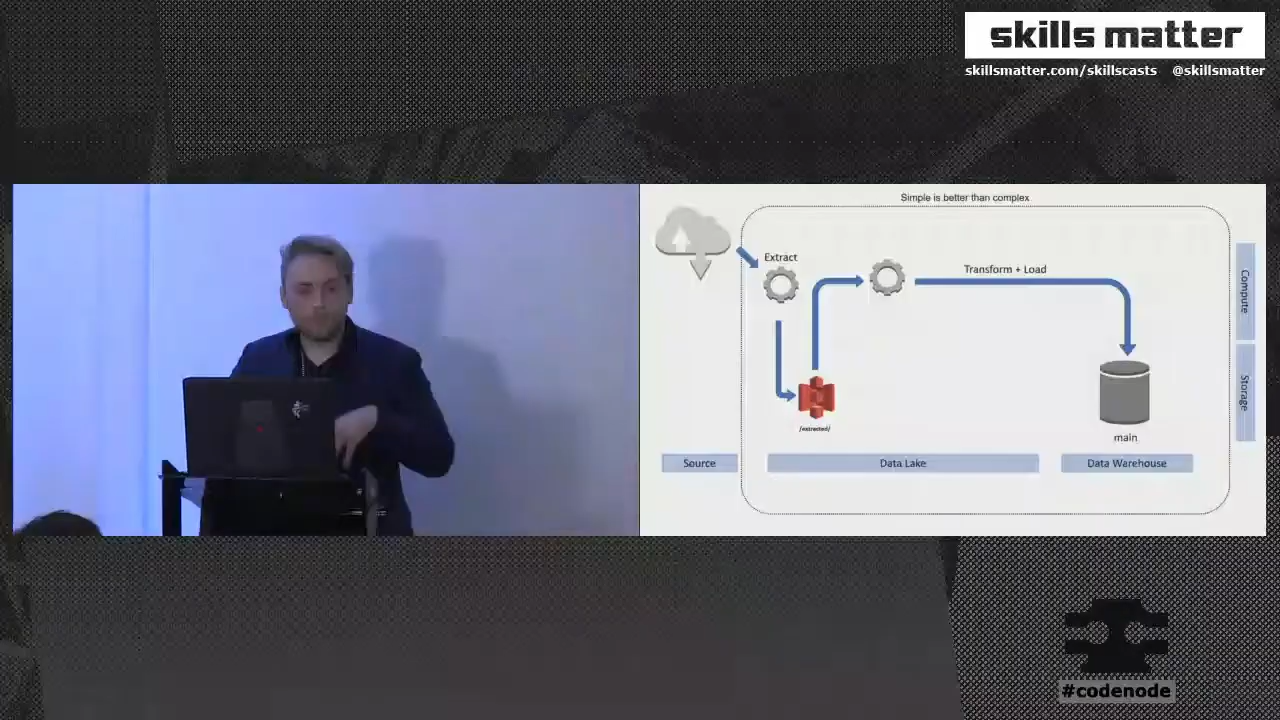 skills matter
skillsmatter.com/skillscasts @skillsmatter
Simple is better than complex
Extract
Transform + Load
Compute
Storage
/extracted/
main
Source
Data Lake
Data Warehouse
#codenode